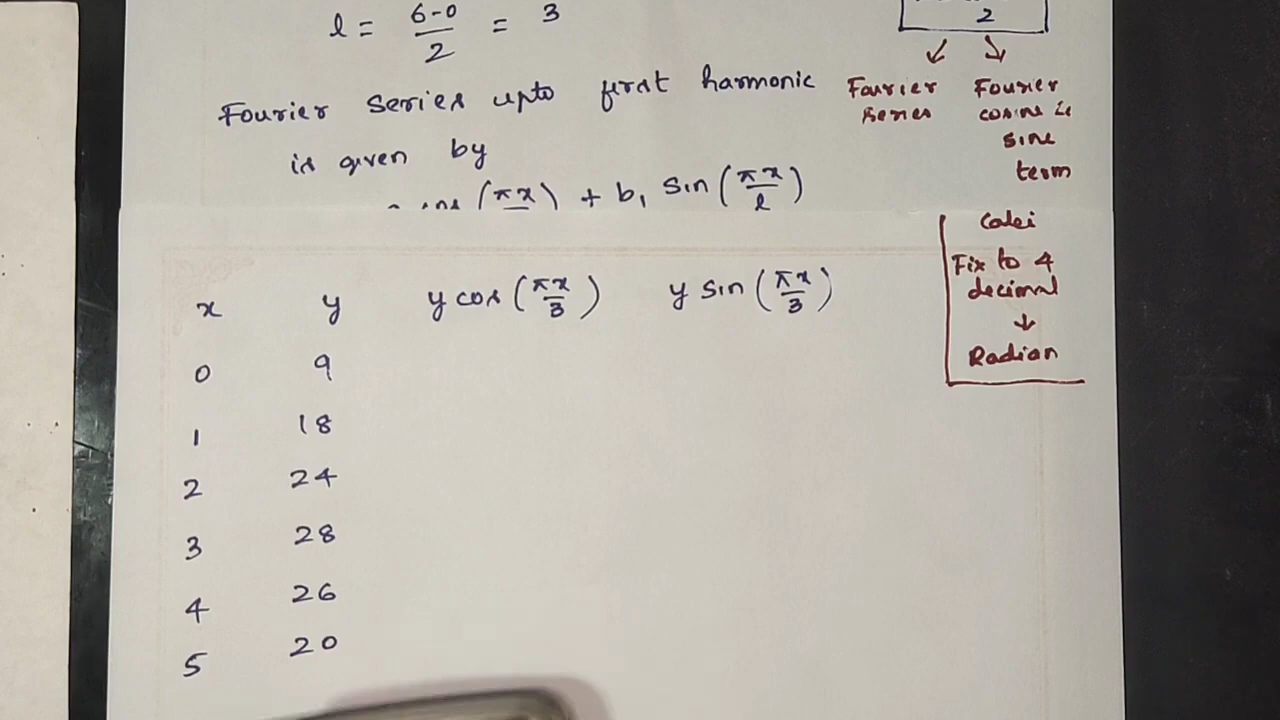 l = 6-0 / 2 = 3
2
Fourier Series upto first harmonic
is given by
cos (πx + b₁ sin (πx/l)
Fourier series
Fourier cosine & sine term
Calci
Fix to 4
decimal
↓
Radian
x y y cos (πx/3) y sin (πx/3)
0 9
1 18
2 24
3 28
4 26
5 20